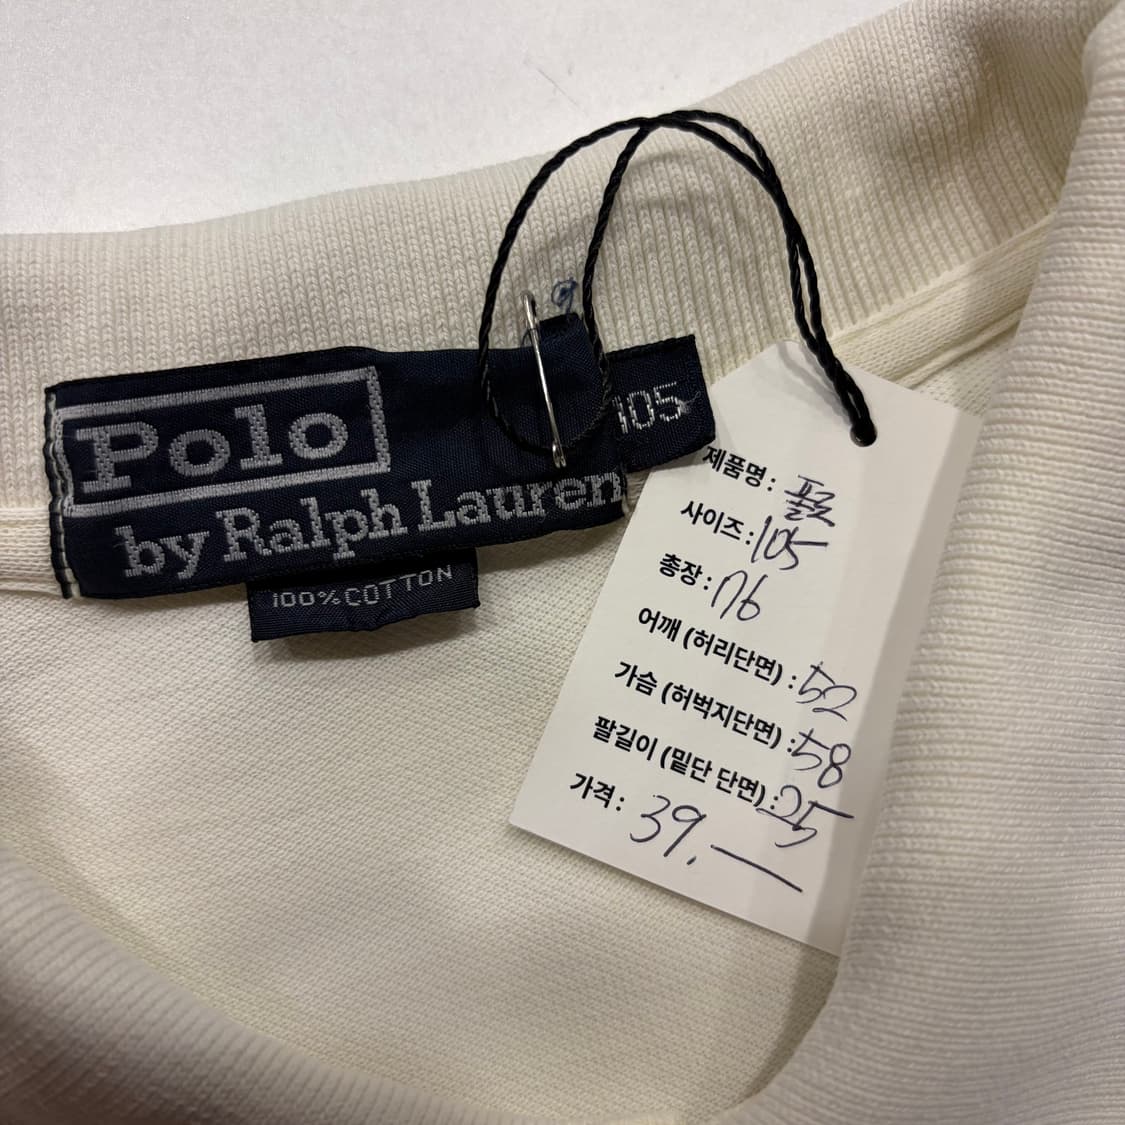 Polo
by Ralph Lauren
100% COTTON
105
제품명: 폴로
사이즈: 105
총장: 76
어깨 (허리단면) : 52
가슴 (허벅지단면) : 58
팔길이 (밑단 단면) : 25
가격: 39.—